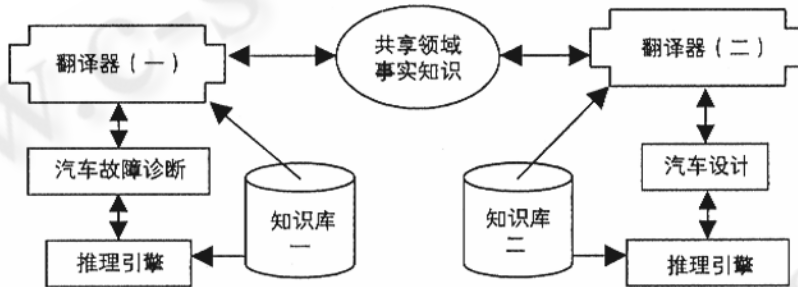 翻译器（一）
共享领域
事实知识
翻译器（二）
汽车故障诊断
汽车设计
知识库
一
知识库
二
推理引擎
推理引擎